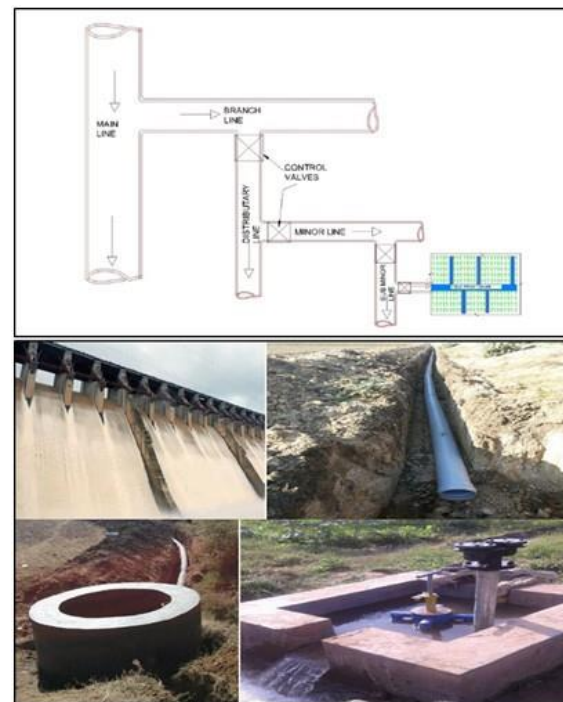 MAIN
LINE
BRANCH
LINE
CONTROL
VALVES
DISTRIBUTARY
LINE
MINOR LINE
SUB MINOR
LINE